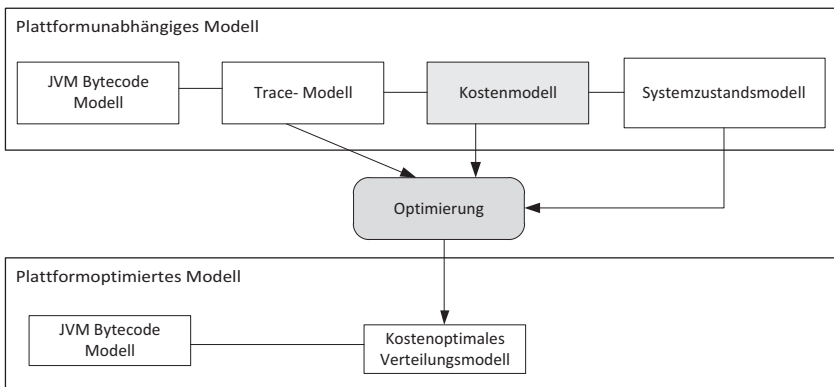 Plattformunabhängiges Modell
JVM Bytecode
Modell
Trace- Modell
Kostenmodell
Systemzustandsmodell
Optimierung
Plattformoptimiertes Modell
JVM Bytecode
Modell
Kostenoptimales
Verteilungsmodell